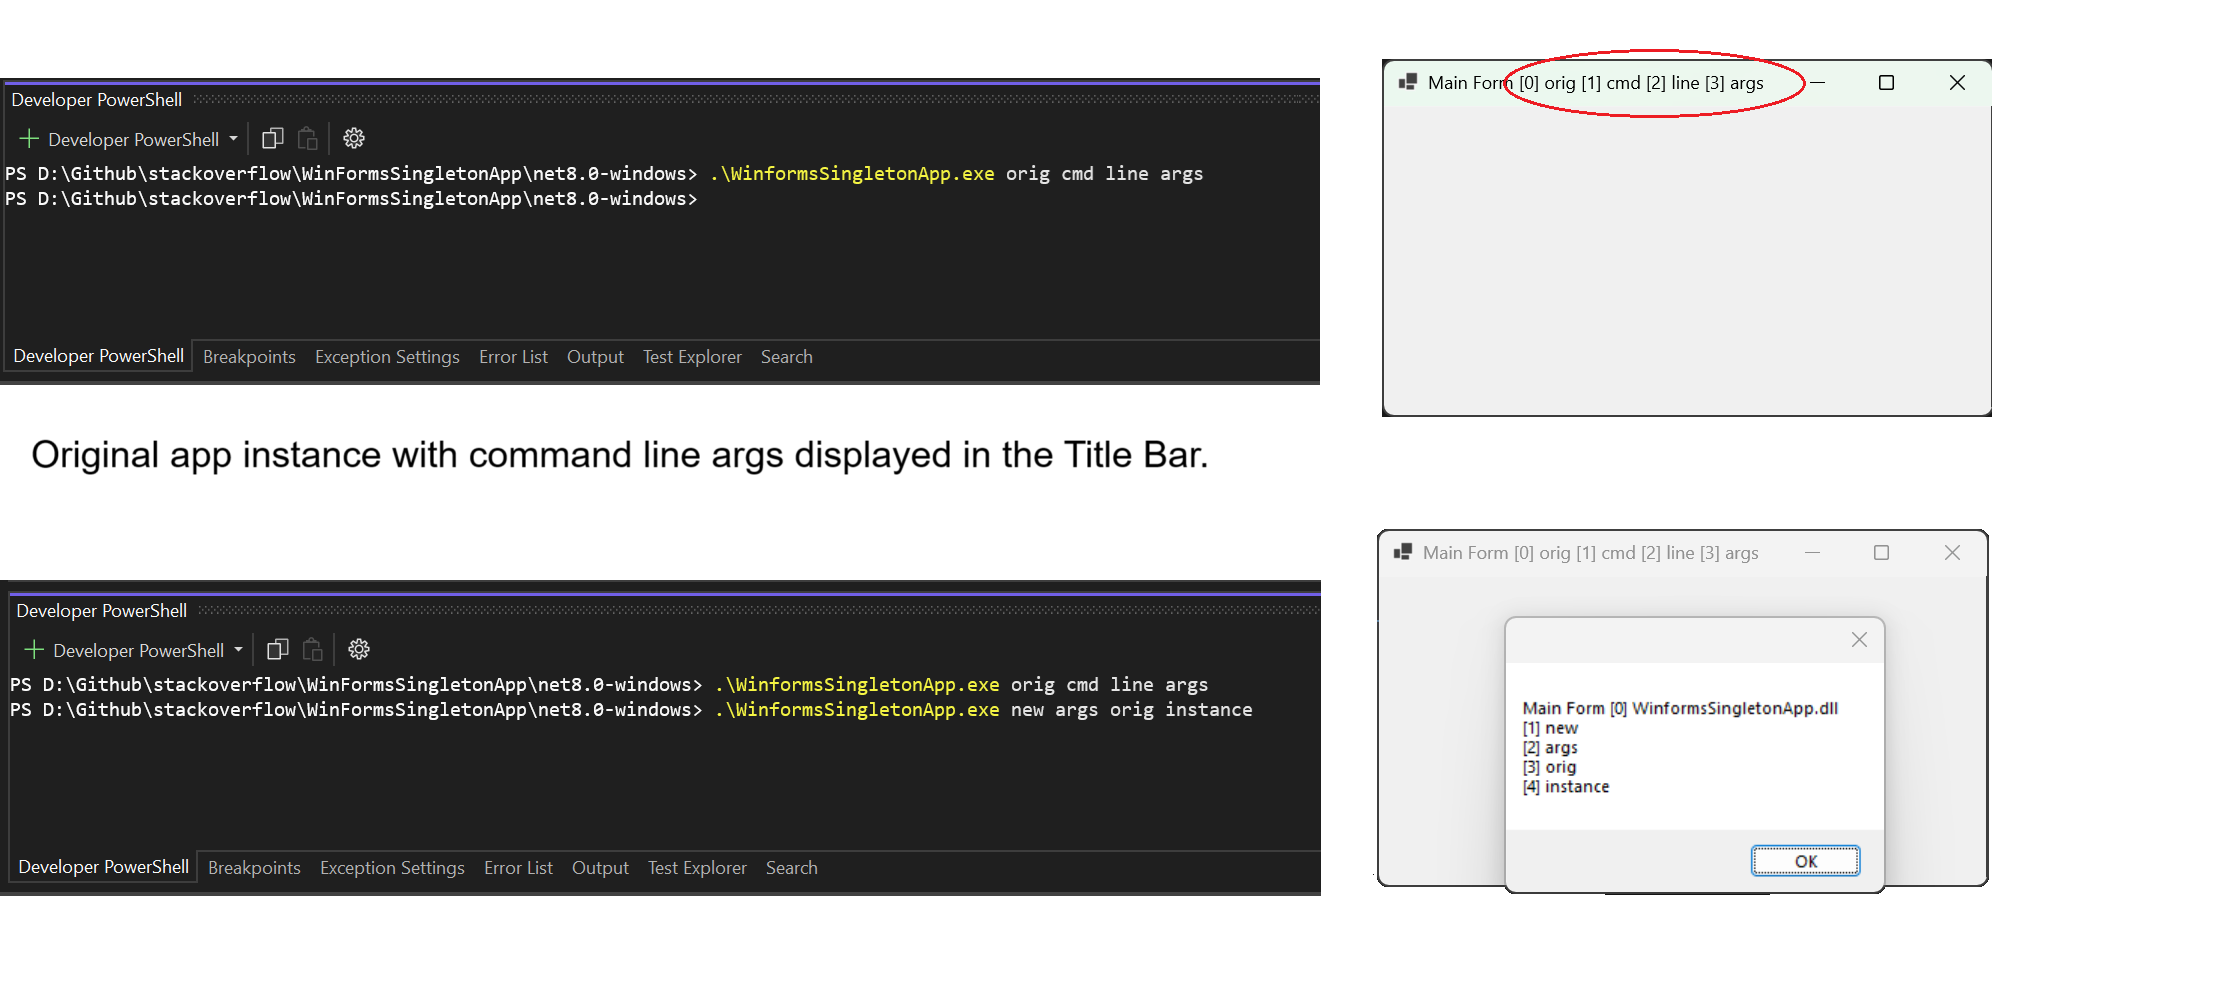 Developer PowerShell
Developer PowerShell
PS D:\Github\stackoverflow\WinFormsSingletonApp\net8.0-windows> .\WinformsSingletonApp.exe orig cmd line args
PS D:\Github\stackoverflow\WinFormsSingletonApp\net8.0-windows>
Developer PowerShell Breakpoints Exception Settings Error List Output Test Explorer Search
Main Form [0] orig [1] cmd [2] line [3] args
Original app instance with command line args displayed in the Title Bar.
Developer PowerShell
Developer PowerShell
PS D:\Github\stackoverflow\WinFormsSingletonApp\net8.0-windows> .\WinformsSingletonApp.exe orig cmd line args
PS D:\Github\stackoverflow\WinFormsSingletonApp\net8.0-windows> .\WinformsSingletonApp.exe new args orig instance
Developer PowerShell Breakpoints Exception Settings Error List Output Test Explorer Search
Main Form [0] orig [1] cmd [2] line [3] args
Main Form [0] WinformsSingletonApp.dll
[1] new
[2] args
[3] orig
[4] instance
OK